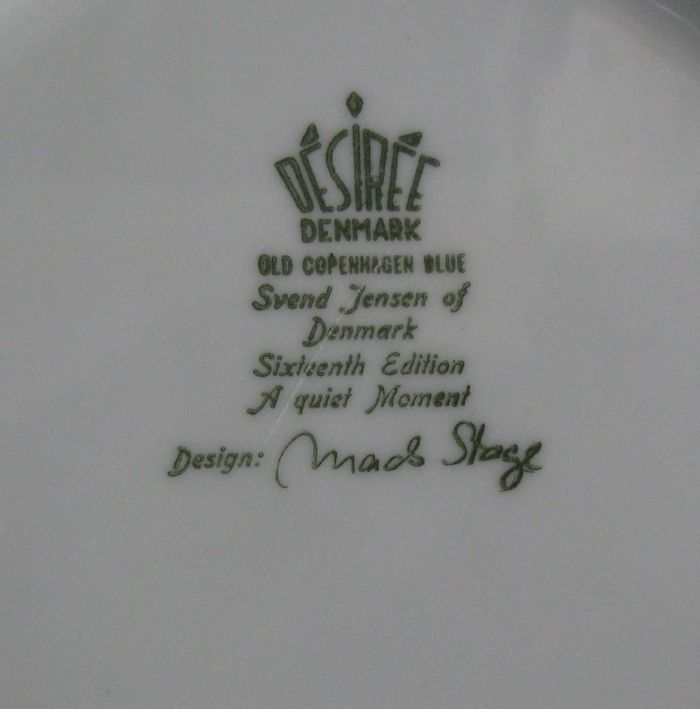 DÉSIRÉE
DENMARK
OLD COPENHAGEN BLUE
Svend Jensen of
Denmark
Sixteenth Edition
A quiet Moment
Design: Mads Stage